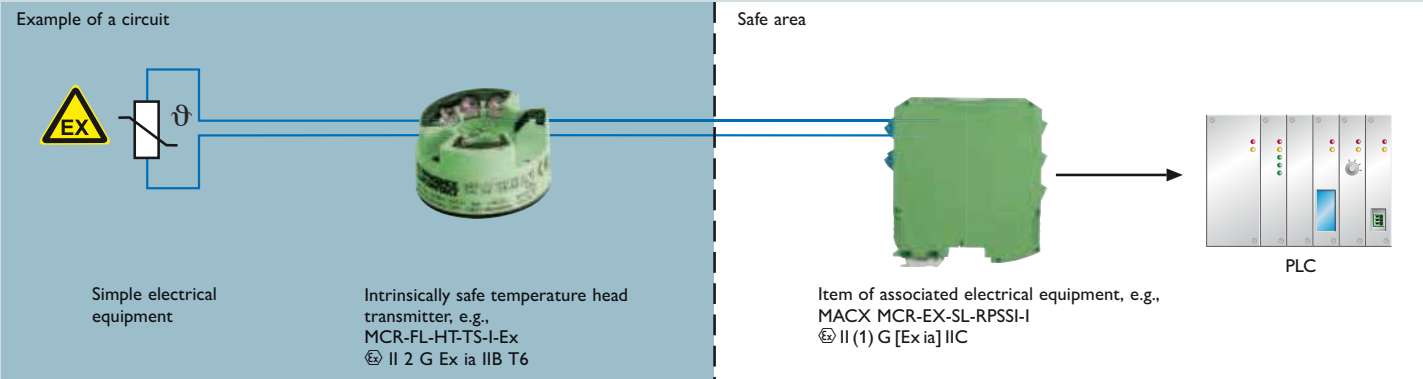 Example of a circuit
Safe area
EX
ϑ
PLC
Simple electrical
equipment
Intrinsically safe temperature head
transmitter, e.g.,
MCR-FL-HT-TS-I-Ex
Ex II 2 G Ex ia IIB T6
Item of associated electrical equipment, e.g.,
MACX MCR-EX-SL-RPSSI-I
Ex II (1) G [Ex ia] IIC